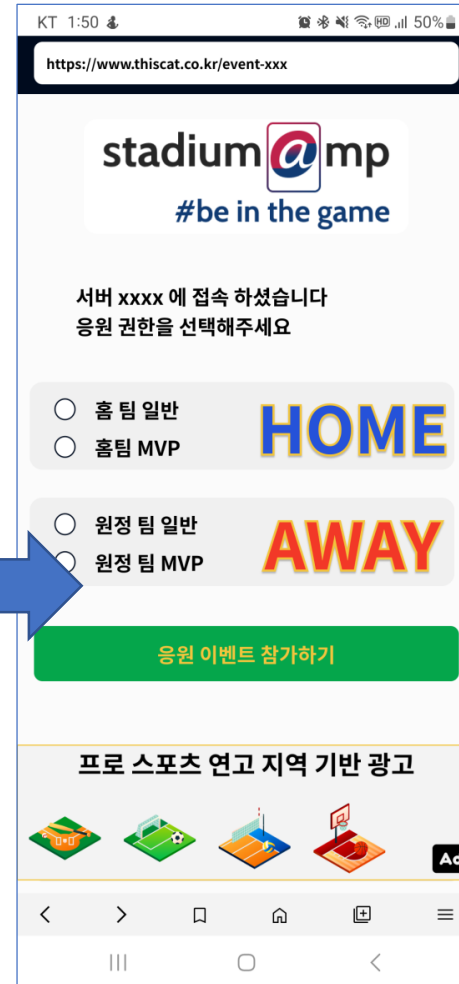 KT 1:50
50%
https://www.thiscat.co.kr/event-xxx
stadium@mp
#be in the game
서버 xxxx 에 접속 하셨습니다
응원 권한을 선택해주세요
홈 팀 일반
홈팀 MVP
HOME
원정 팀 일반
원정 팀 MVP
AWAY
응원 이벤트 참가하기
프로 스포츠 연고 지역 기반 광고